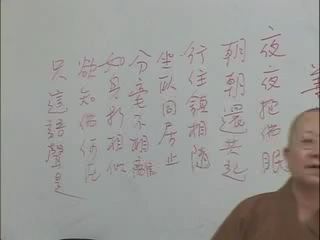 夜夜抱佛眠
朝朝還共起
行住鎮相隨
坐臥同居止
分毫不相離
如身影相似
欲知佛何在
只這語聲是